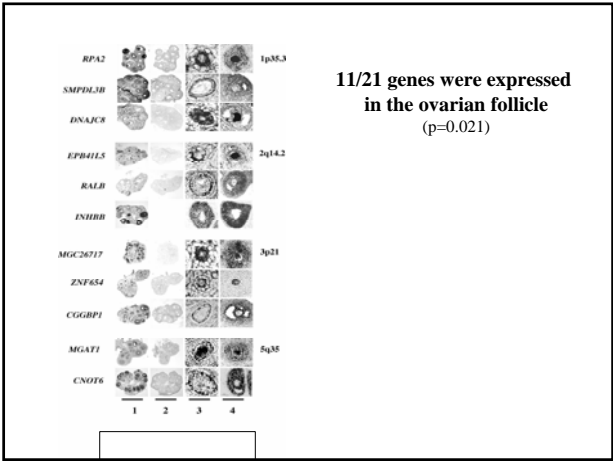 RPA2 1p35.3
SMPDL3B
DNAJC8
EPB41L5 2q14.2
RALB
INHBB
MGC26717 3p21
ZNF654
CGGBP1
MGAT1 5q35
CNOT6
1 2 3 4
11/21 genes were expressed
in the ovarian follicle
(p=0.021)